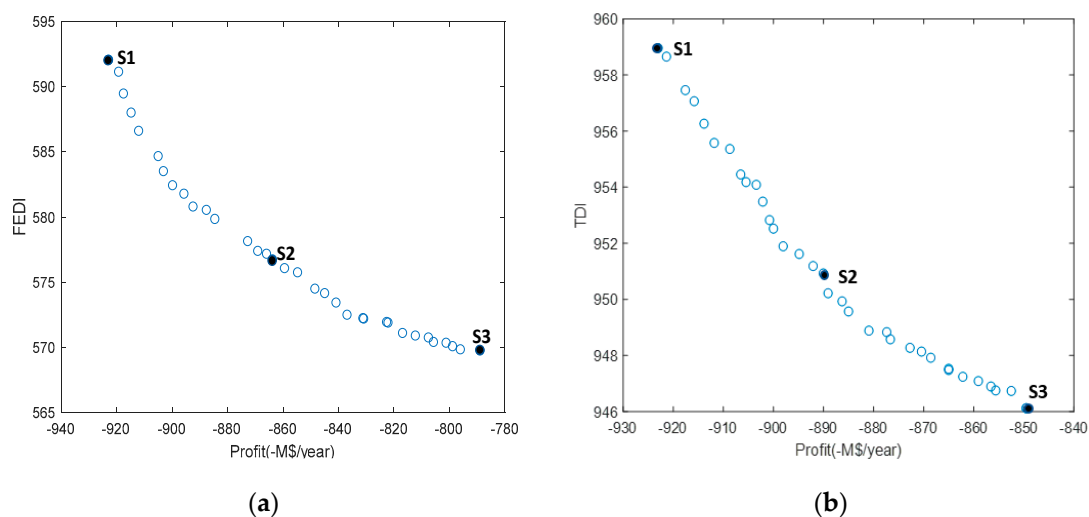 595
590
585
580
575
570
565
FEDI
S1
S2
S3
-940 -920 -900 -880 -860 -840 -820 -800 -780
Profit(-M$/year)
(a)
960
958
956
954
952
950
948
946
TDI
S1
S2
S3
-930 -920 -910 -900 -890 -880 -870 -860 -850 -840
Profit(-M$/year)
(b)